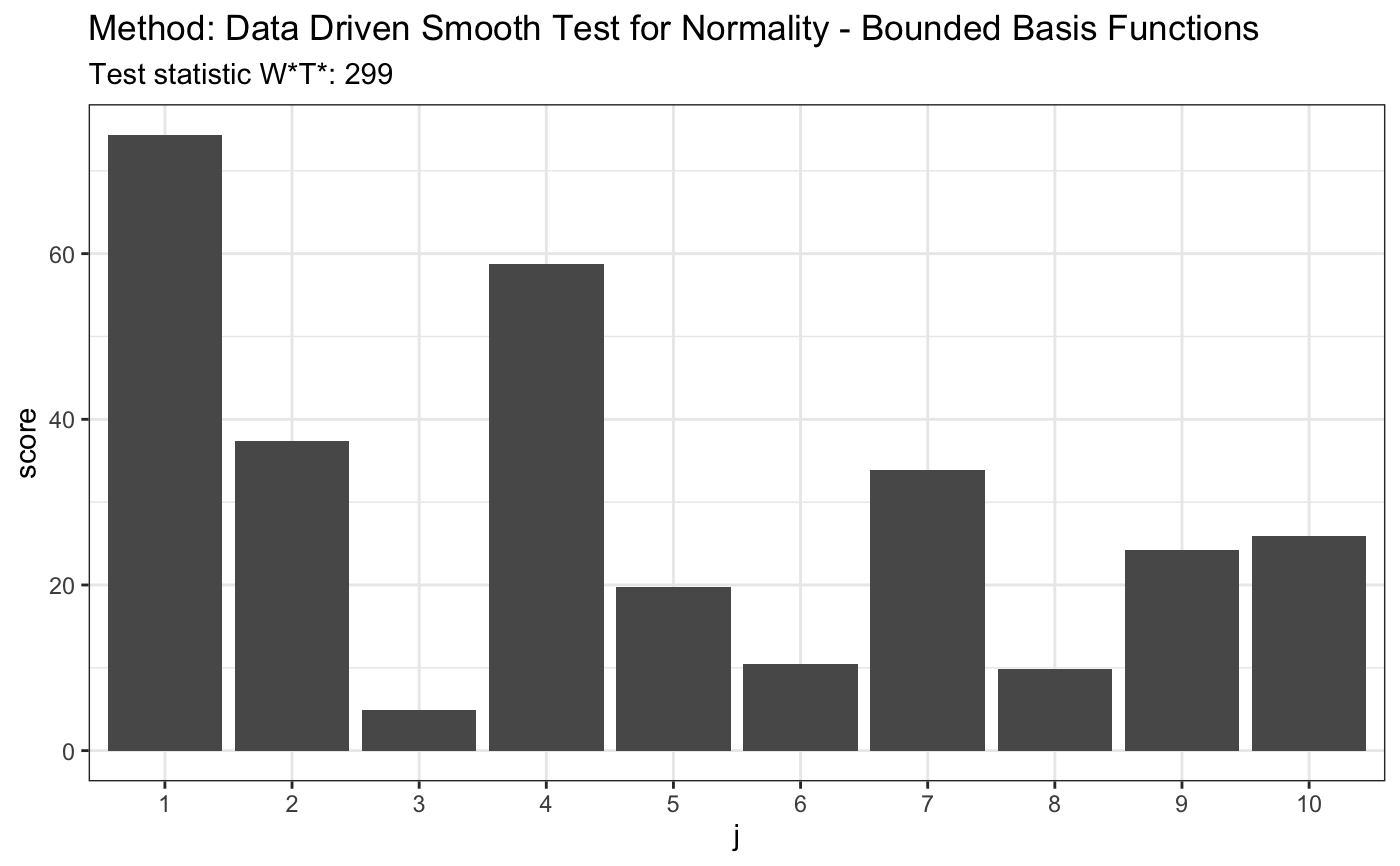 Method: Data Driven Smooth Test for Normality - Bounded Basis Functions
Test statistic W*T*: 299
score
60
40
20
0
1 2 3 4 5 6 7 8 9 10
j